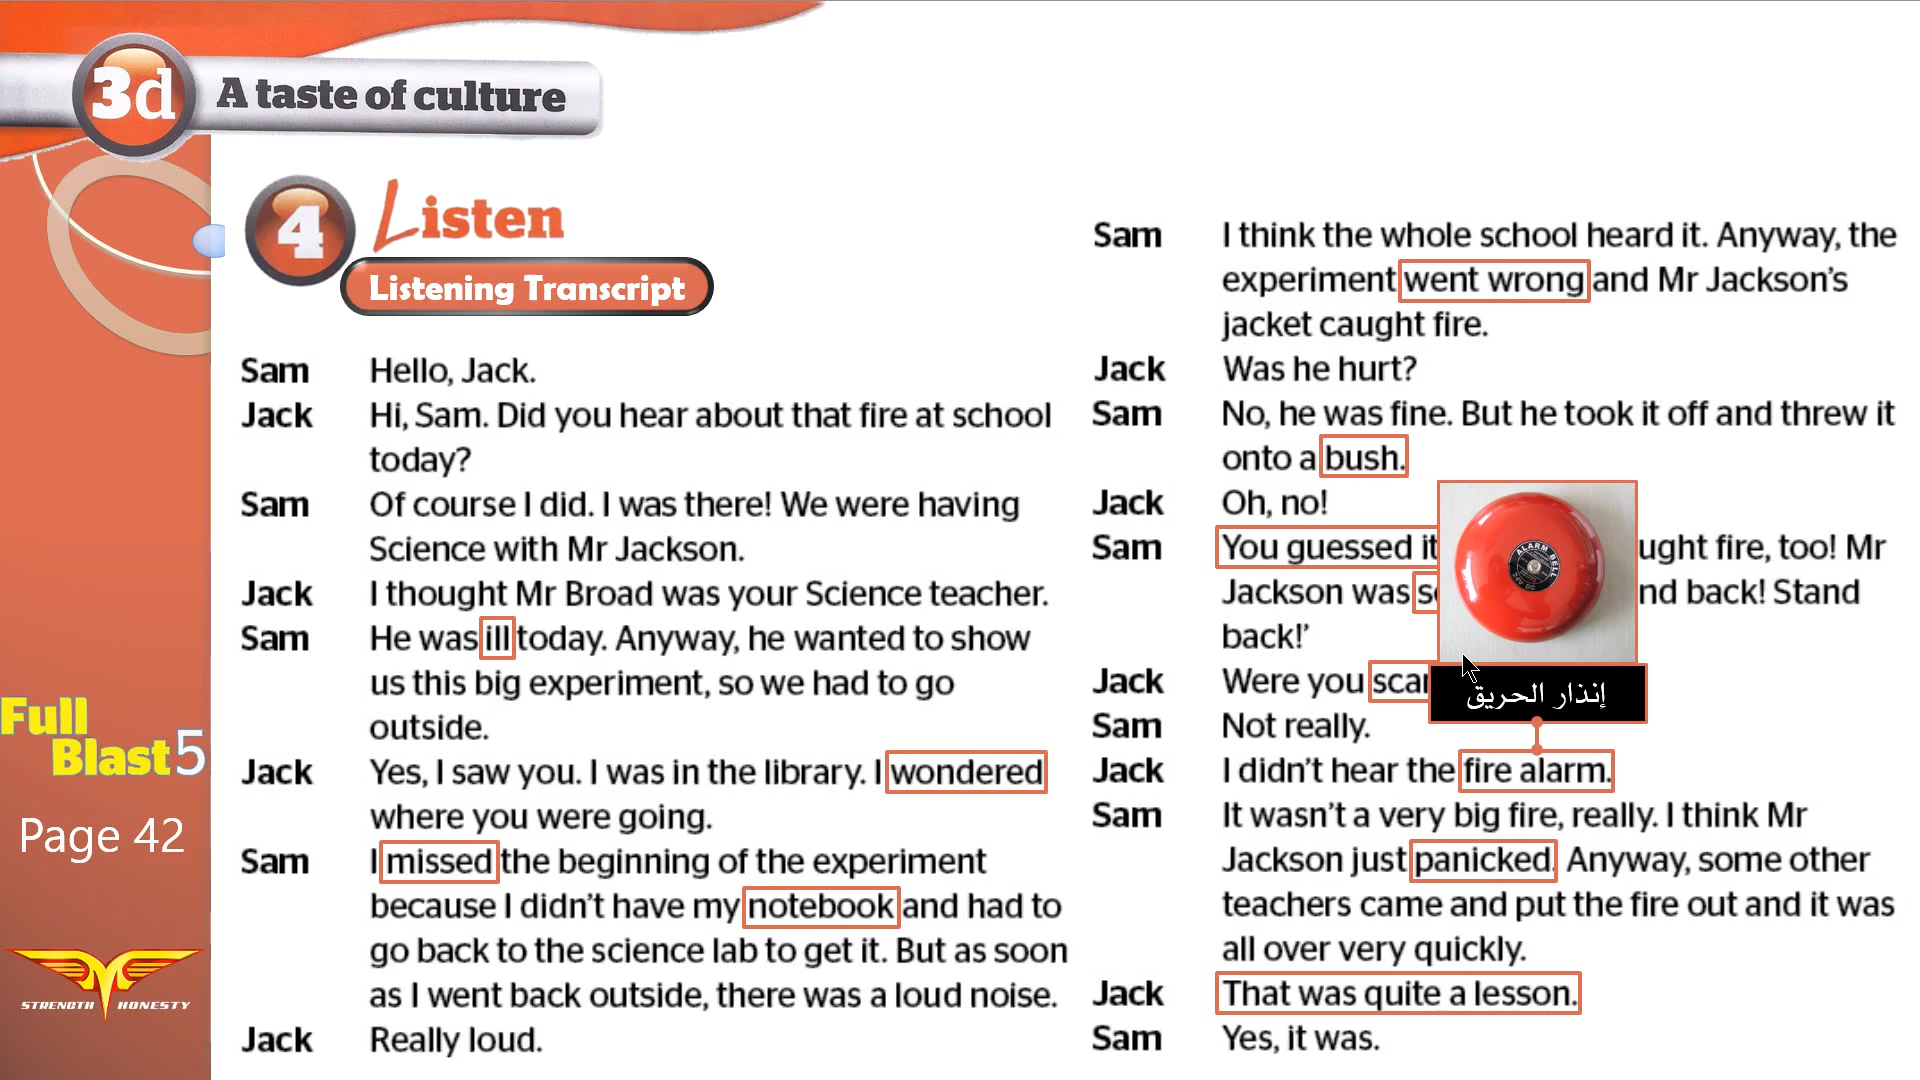 3d A taste of culture
4 Listen
Listening Transcript
Sam Hello, Jack.
Jack Hi, Sam. Did you hear about that fire at school
today?
Sam Of course I did. I was there! We were having
Science with Mr Jackson.
Jack I thought Mr Broad was your Science teacher.
Sam He was ill today. Anyway, he wanted to show
us this big experiment, so we had to go
outside.
Jack Yes, I saw you. I was in the library. I wondered
where you were going.
Sam I missed the beginning of the experiment
because I didn't have my notebook and had to
go back to the science lab to get it. But as soon
as I went back outside, there was a loud noise.
Jack Really loud.
Sam I think the whole school heard it. Anyway, the
experiment went wrong and Mr Jackson's
jacket caught fire.
Jack Was he hurt?
Sam No, he was fine. But he took it off and threw it
onto a bush.
Jack Oh, no!
Sam You guessed it ught fire, too! Mr
Jackson was nd back! Stand
back!'
Jack Were you
Sam Not really.
Jack I didn't hear the fire alarm.
Sam It wasn't a very big fire, really. I think Mr
Jackson just panicked. Anyway, some other
teachers came and put the fire out and it was
all over very quickly.
Jack That was quite a lesson.
Sam Yes, it was.
ALARM BELL
24V DC
إنذار الحريق
Full
Blast 5
Page 42
STRENGTH HONESTY